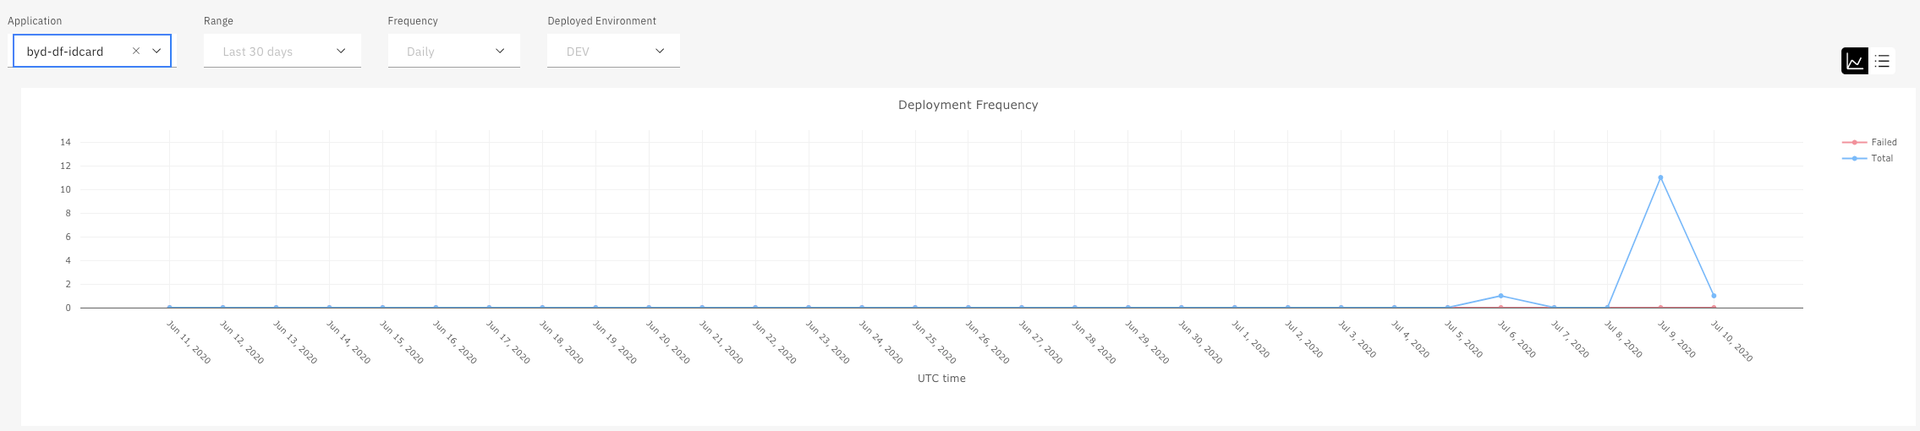 Application Range Frequency Deployed Environment
byd-df-idcard Last 30 days Daily DEV
Deployment Frequency
14
12
10
8
6
4
2
0
Failed
Total
Jun 11, 2020 Jun 12, 2020 Jun 13, 2020 Jun 14, 2020 Jun 15, 2020 Jun 16, 2020 Jun 17, 2020 Jun 18, 2020 Jun 19, 2020 Jun 20, 2020 Jun 21, 2020 Jun 22, 2020 Jun 23, 2020 Jun 24, 2020 Jun 25, 2020 Jun 26, 2020 Jun 27, 2020 Jun 28, 2020 Jun 29, 2020 Jun 30, 2020 Jul 1, 2020 Jul 2, 2020 Jul 3, 2020 Jul 4, 2020 Jul 5, 2020 Jul 6, 2020 Jul 7, 2020 Jul 8, 2020 Jul 9, 2020 Jul 10, 2020
UTC time